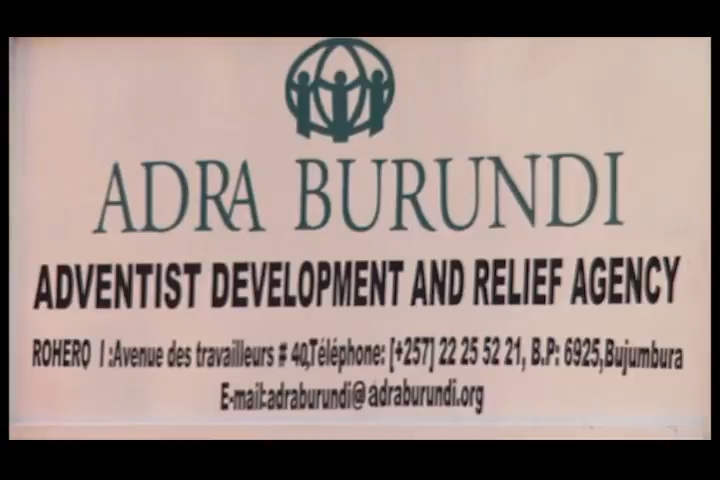 ADRA BURUNDI
ADVENTIST DEVELOPMENT AND RELIEF AGENCY
ROHERO I :Avenue des travailleurs # 40,Téléphone: [+257] 22 25 52 21, B.P: 6925,Bujumbura
E-mail:adraburundi@adraburundi.org